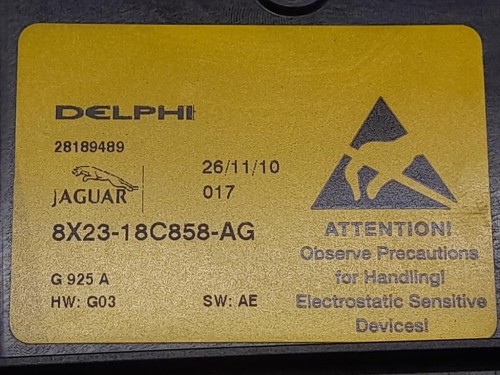 DELPHI
28189489
JAGUAR
26/11/10
017
8X23-18C858-AG
G 925 A
HW: G03 SW: AE
ATTENTION!
Observe Precautions
for Handling!
Electrostatic Sensitive
Devices!